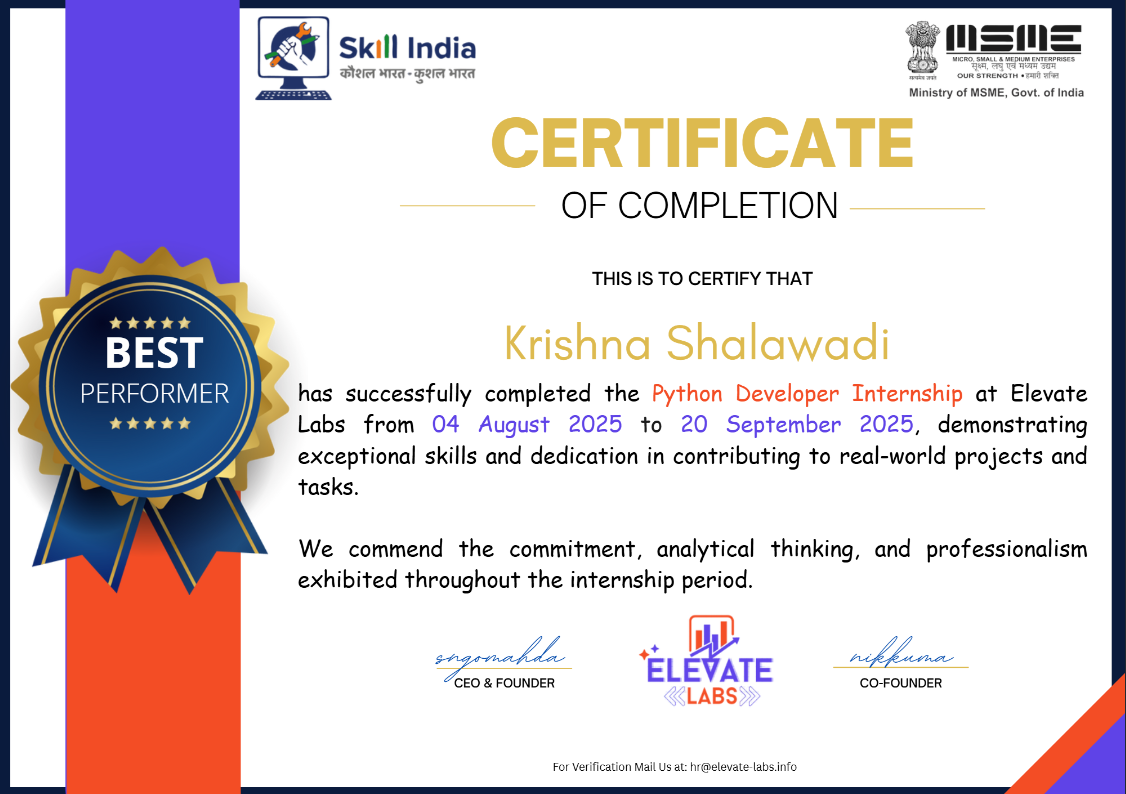 Skill India
कौशल भारत - कुशल भारत
MSME
MICRO, SMALL & MEDIUM ENTERPRISES
सूक्ष्म, लघु एवं मध्यम उद्यम
OUR STRENGTH • हमारी शक्ति
सत्यमेव जयते
Ministry of MSME, Govt. of India
CERTIFICATE
OF COMPLETION
THIS IS TO CERTIFY THAT
Krishna Shalawadi
BEST
PERFORMER
has successfully completed the Python Developer Internship at Elevate
Labs from 04 August 2025 to 20 September 2025, demonstrating
exceptional skills and dedication in contributing to real-world projects and
tasks.
We commend the commitment, analytical thinking, and professionalism
exhibited throughout the internship period.
sngomahda
CEO & FOUNDER
ELEVATE
LABS
nikkuma
CO-FOUNDER
For Verification Mail Us at: hr@elevate-labs.info